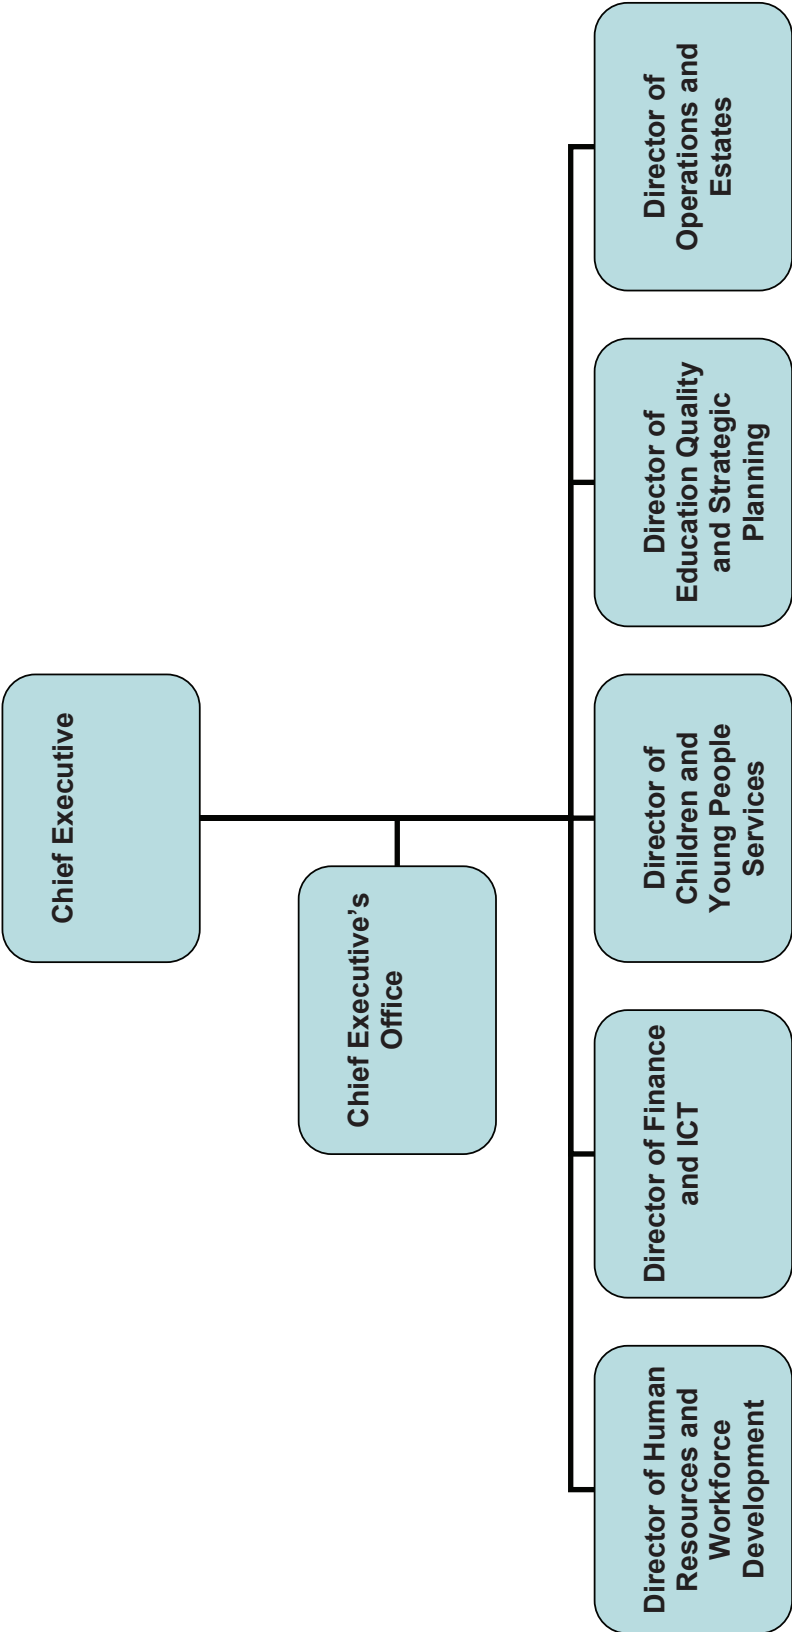 Chief Executive
Chief Executive’s
Office
Director of Human
Resources and
Workforce
Development
Director of Finance
and ICT
Director of
Children and
Young People
Services
Director of
Education Quality
and Strategic
Planning
Director of
Operations and
Estates